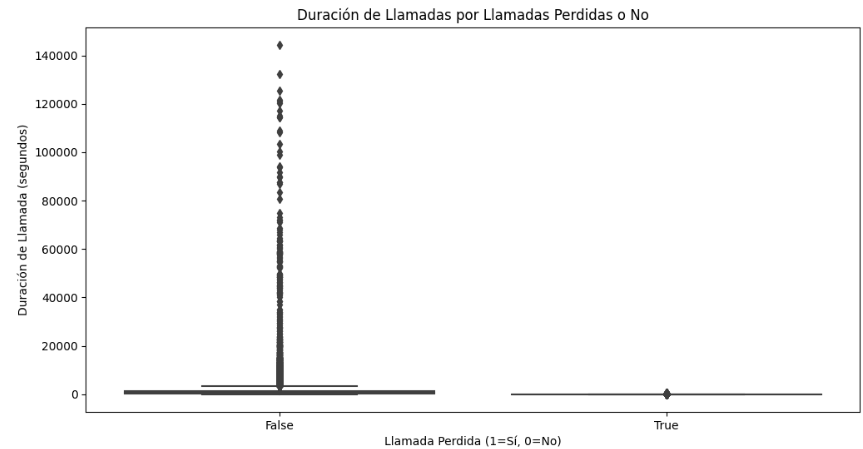 Duración de Llamadas por Llamadas Perdidas o No
Duración de Llamada (segundos)
140000
120000
100000
80000
60000
40000
20000
0
False
True
Llamada Perdida (1=Sí, 0=No)